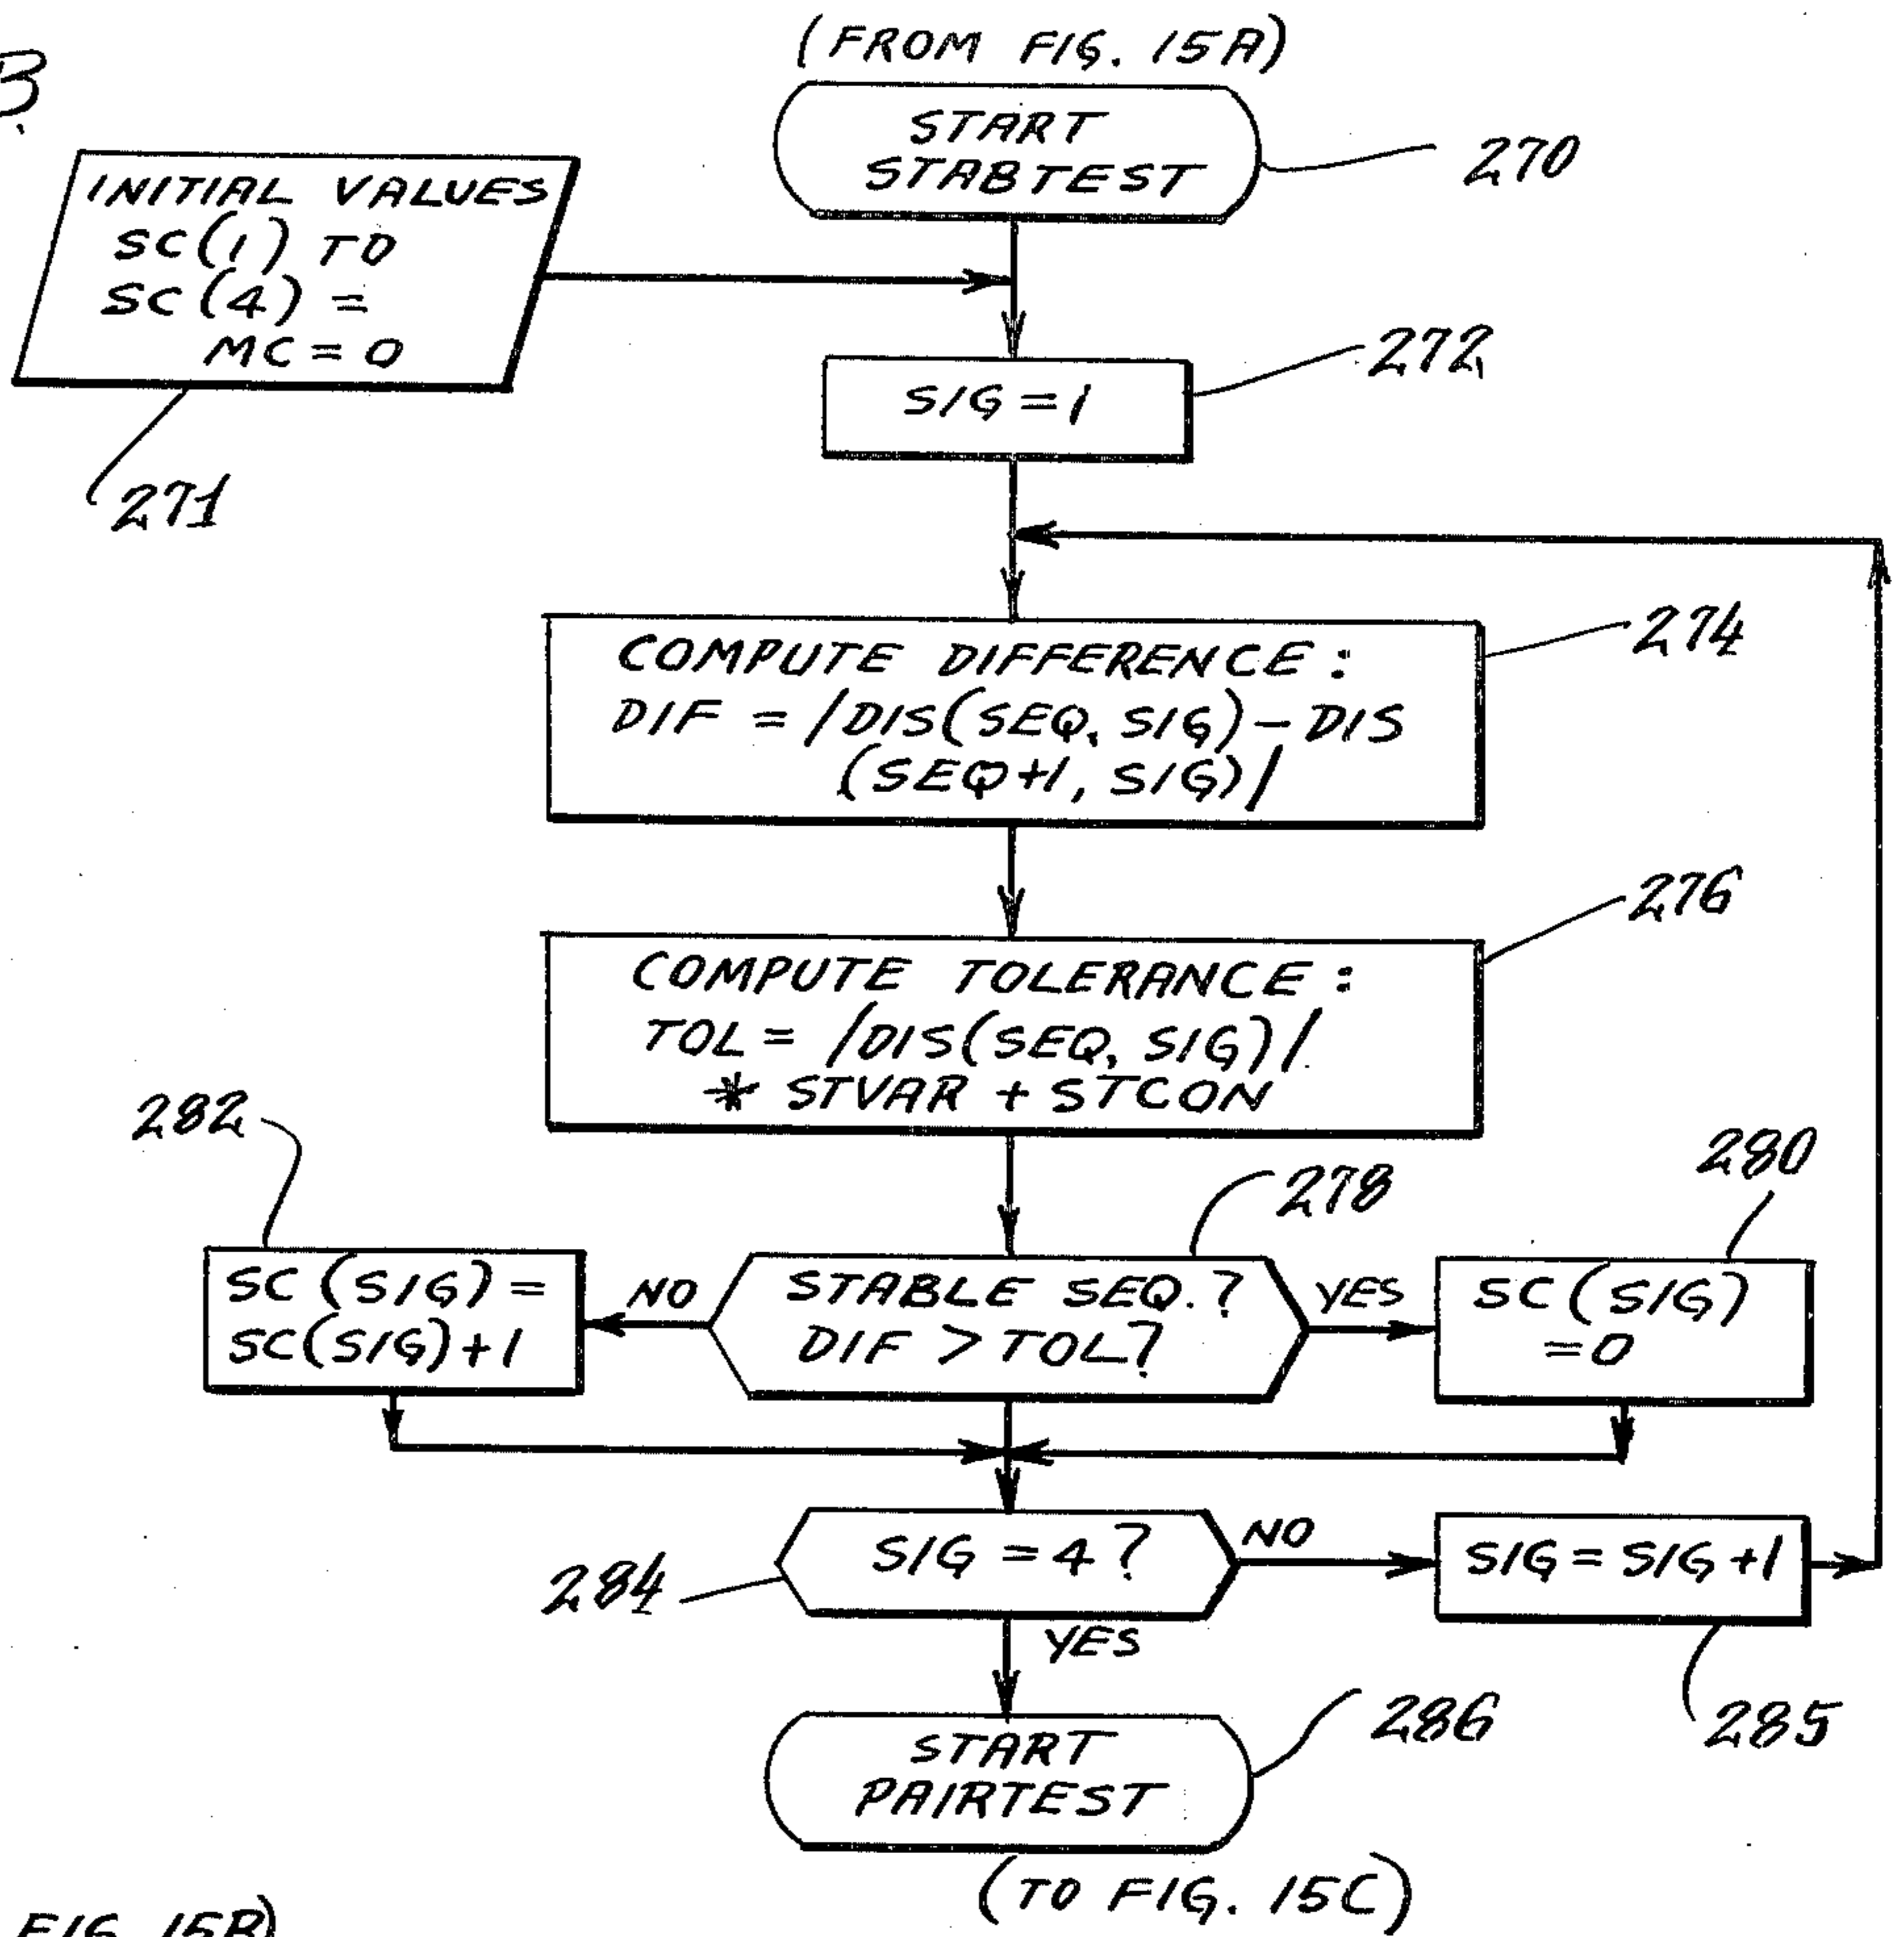 B.
(FROM FIG. 15A)
START
STABTEST
270
INITIAL VALUES
SC(1) TO
SC(4) =
MC = 0
271
SIG = 1
272
COMPUTE DIFFERENCE :
DIF = /DIS(SEQ, SIG) - DIS
(SEQ+1, SIG)/
274
COMPUTE TOLERANCE :
TOL = /DIS(SEQ, SIG)/
* STVAR + STCON
276
282
278
280
SC (SIG) =
SC(SIG)+1
NO
STABLE SEQ. ?
DIF > TOL?
YES
SC (SIG)
= 0
284
SIG = 4 ?
NO
SIG = SIG +1
285
YES
START
PAIRTEST
286
(TO FIG. 15C)
FIG. 15B)